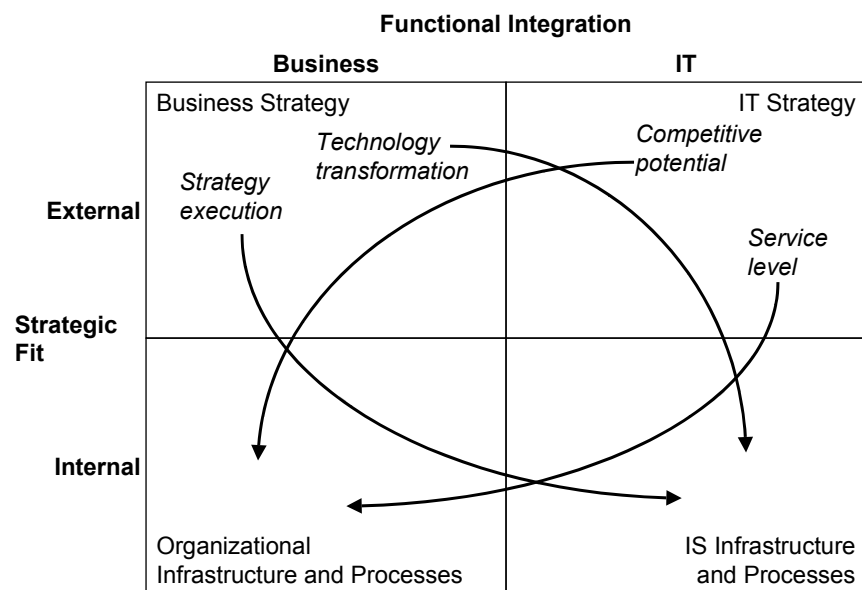 Functional Integration
Business
IT
Business Strategy
IT Strategy
Technology
transformation
Competitive
potential
Strategy
execution
External
Service
level
Strategic
Fit
Internal
Organizational
Infrastructure and Processes
IS Infrastructure
and Processes